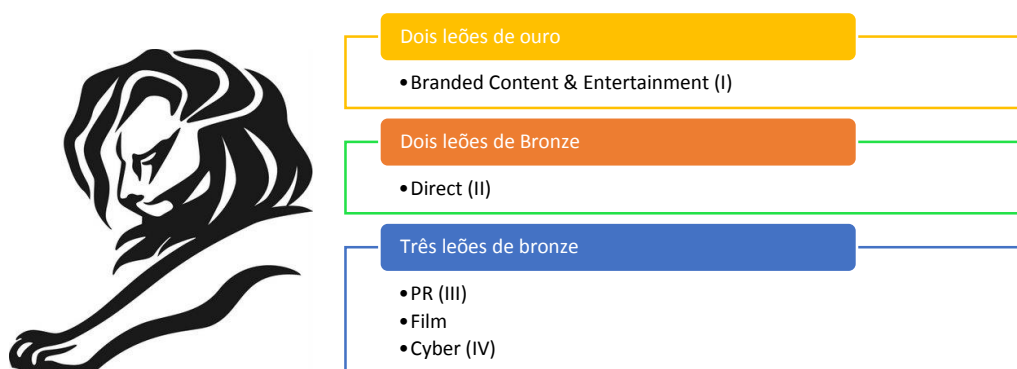 Dois leões de ouro
•Branded Content & Entertainment (I)
Dois leões de Bronze
•Direct (II)
Três leões de bronze
•PR (III)
•Film
•Cyber (IV)